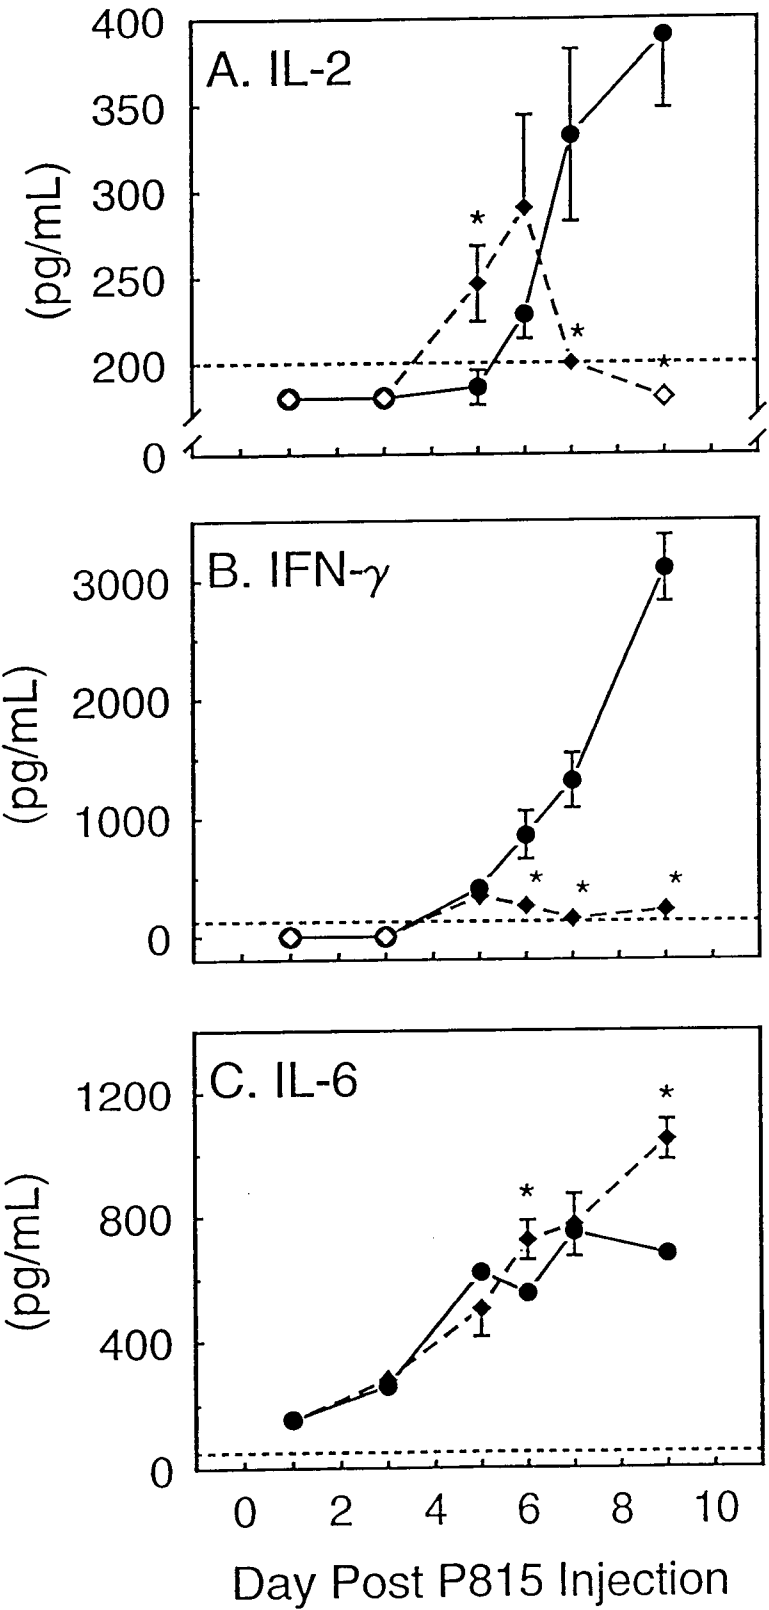 A. IL-2
(pg/mL)
400
350
300
250
200
0
*
*
*
B. IFN-γ
(pg/mL)
3000
2000
1000
0
*
*
*
C. IL-6
(pg/mL)
1200
800
400
0
*
*
0 2 4 6 8 10
Day Post P815 Injection